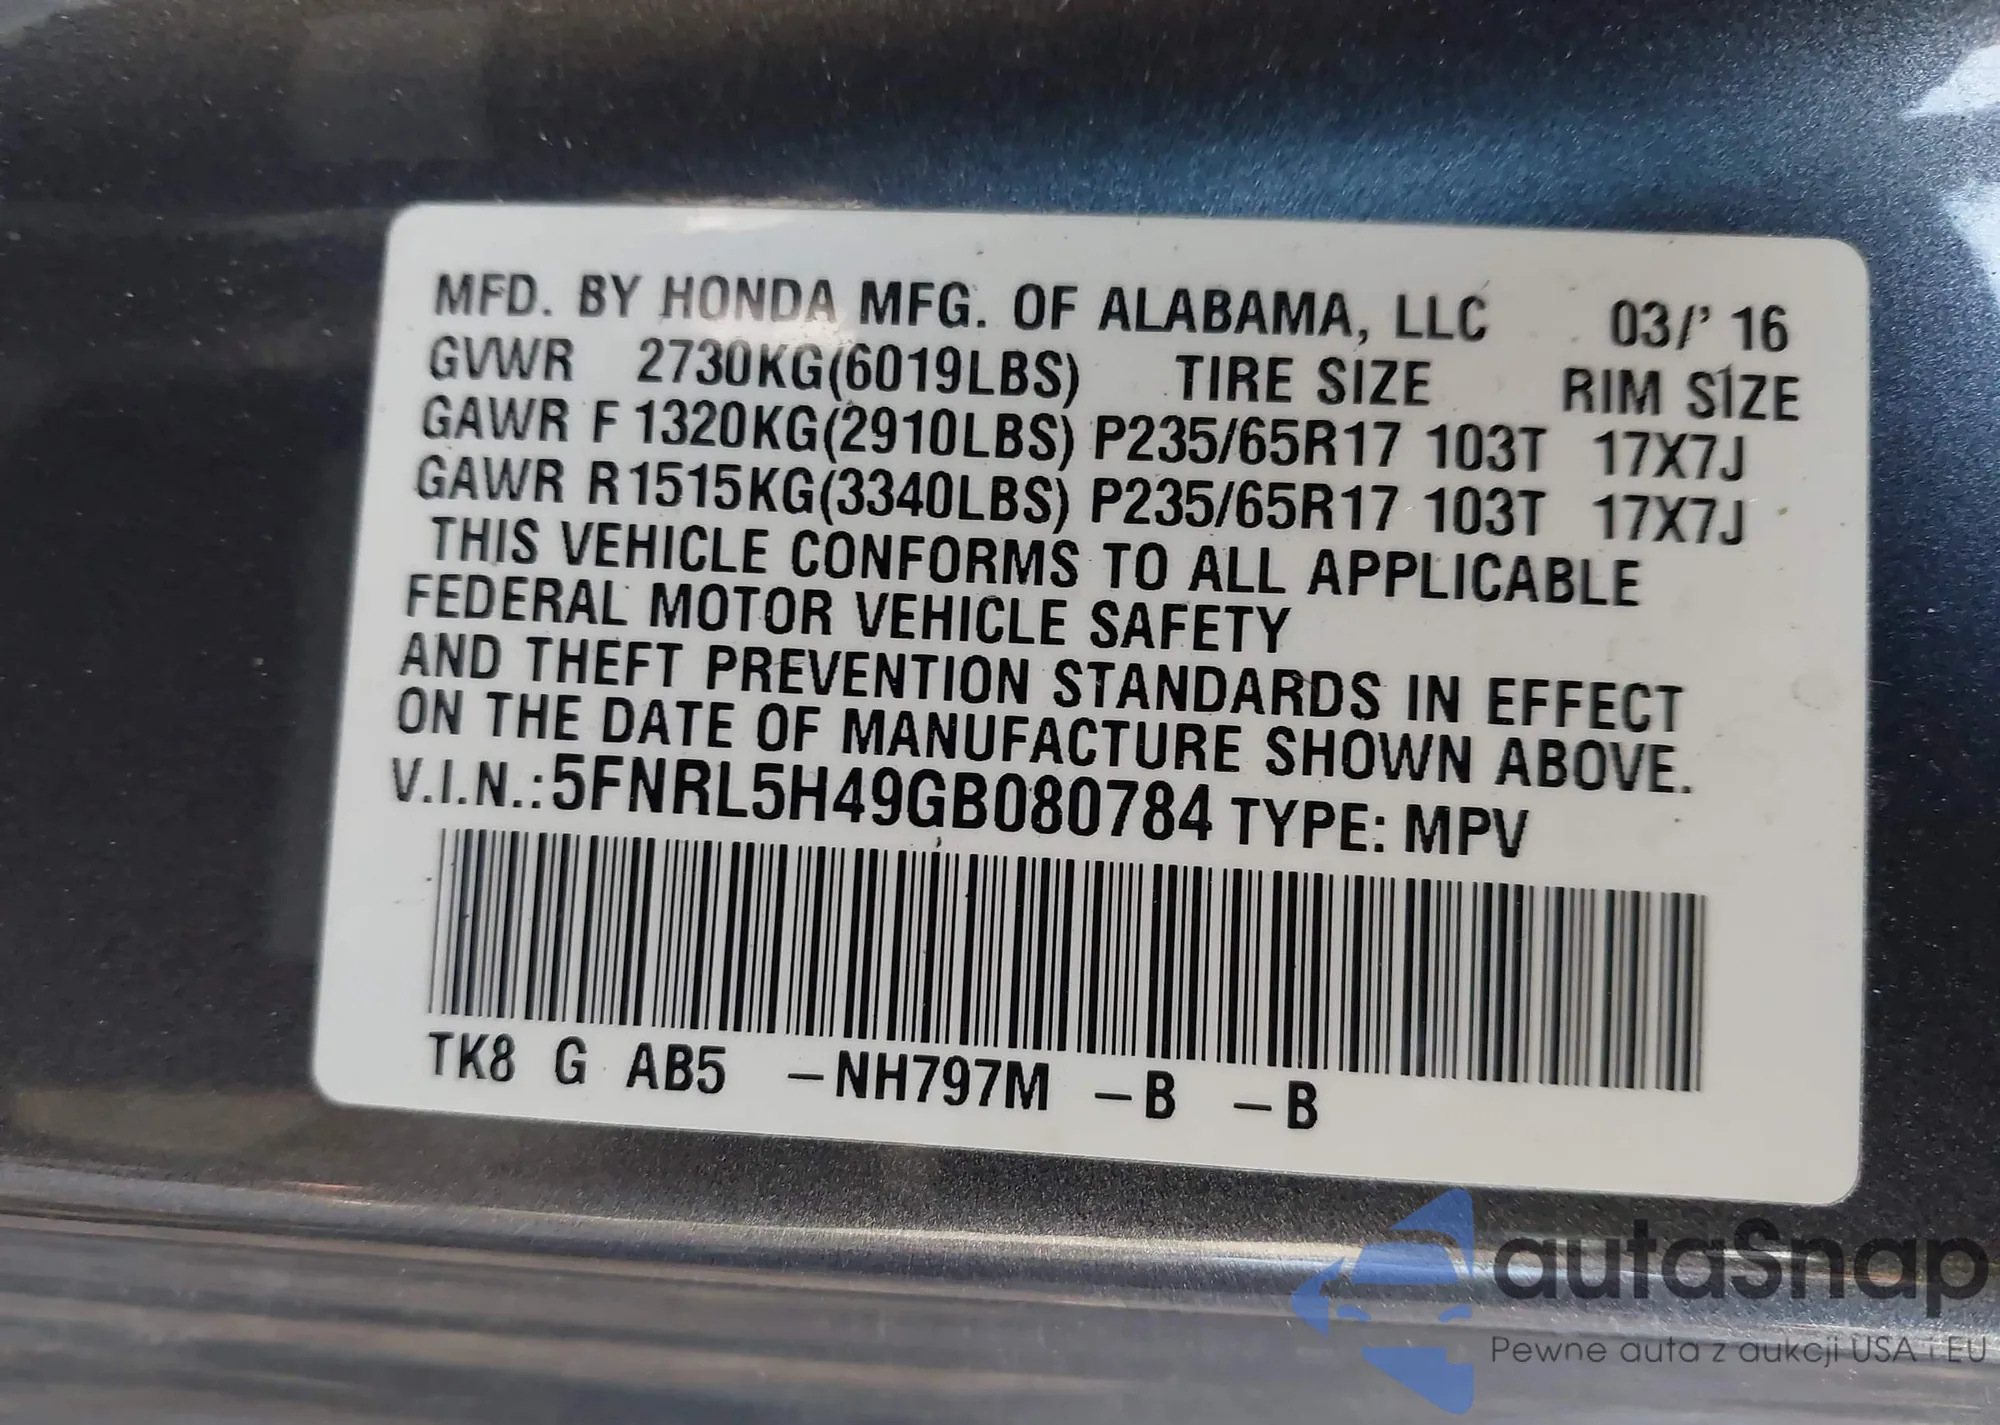 MFD. BY HONDA MFG. OF ALABAMA, LLC 03/' 16
GVWR 2730KG(6019LBS) TIRE SIZE RIM SIZE
GAWR F 1320KG(2910LBS) P235/65R17 103T 17X7J
GAWR R 1515KG(3340LBS) P235/65R17 103T 17X7J
THIS VEHICLE CONFORMS TO ALL APPLICABLE
FEDERAL MOTOR VEHICLE SAFETY
AND THEFT PREVENTION STANDARDS IN EFFECT
ON THE DATE OF MANUFACTURE SHOWN ABOVE.
V.I.N.:5FNRL5H49GB080784 TYPE: MPV
TK8 G AB5 –NH797M –B –B
autaSnap
Pewne auta z aukcji USA i EU